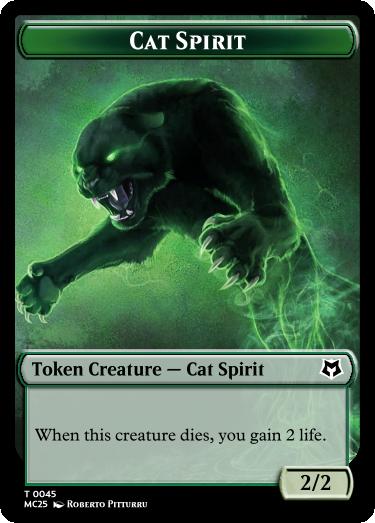 Cat Spirit
Token Creature — Cat Spirit
When this creature dies, you gain 2 life.
2/2
T 0045
MC25 Roberto Pitturru